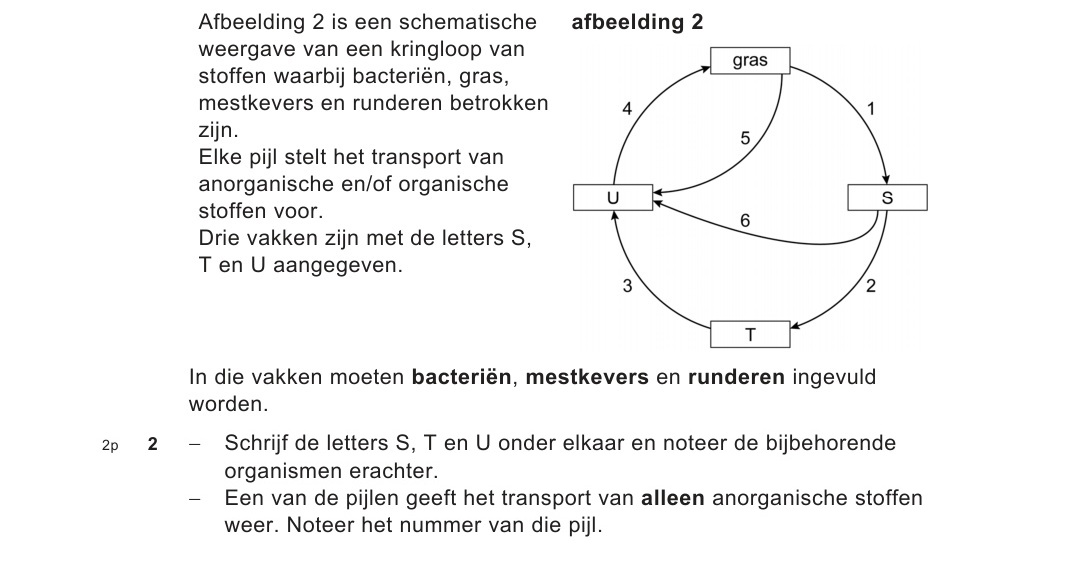 Afbeelding 2 is een schematische
weergave van een kringloop van
stoffen waarbij bacteriën, gras,
mestkevers en runderen betrokken
zijn.
Elke pijl stelt het transport van
anorganische en/of organische
stoffen voor.
Drie vakken zijn met de letters S,
T en U aangegeven.
afbeelding 2
gras
4
1
5
U
S
6
3
2
T
In die vakken moeten bacteriën, mestkevers en runderen ingevuld
worden.
2p 2 – Schrijf de letters S, T en U onder elkaar en noteer de bijbehorende
organismen erachter.
– Een van de pijlen geeft het transport van alleen anorganische stoffen
weer. Noteer het nummer van die pijl.